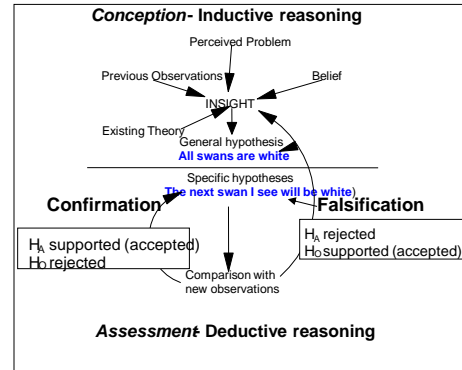 Conception- Inductive reasoning
Perceived Problem
Previous Observations
Belief
INSIGHT
Existing Theory
General hypothesis
All swans are white
Specific hypotheses
The next swan I see will be white)
Confirmation
Falsification
HA supported (accepted)
HO rejected
HA rejected
HO supported (accepted)
Comparison with
new observations
Assessment- Deductive reasoning